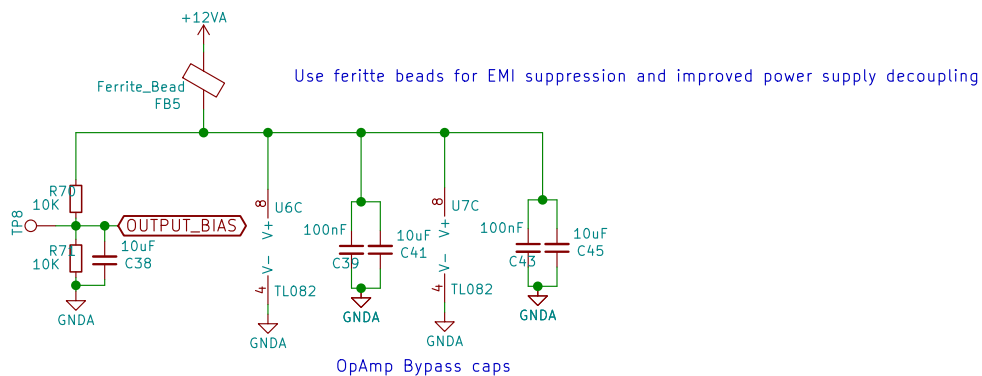 +12VA
Use feritte beads for EMI suppression and improved power supply decoupling
Ferrite_Bead
FB5
R70
10K
TP8
OUTPUT_BIAS
R71
10K
10uF
C38
GNDA
8
U6C
V+
V-
4
TL082
GNDA
100nF
C39
10uF
C41
GNDA
8
U7C
V+
V-
4
TL082
GNDA
100nF
C43
10uF
C45
GNDA
OpAmp Bypass caps